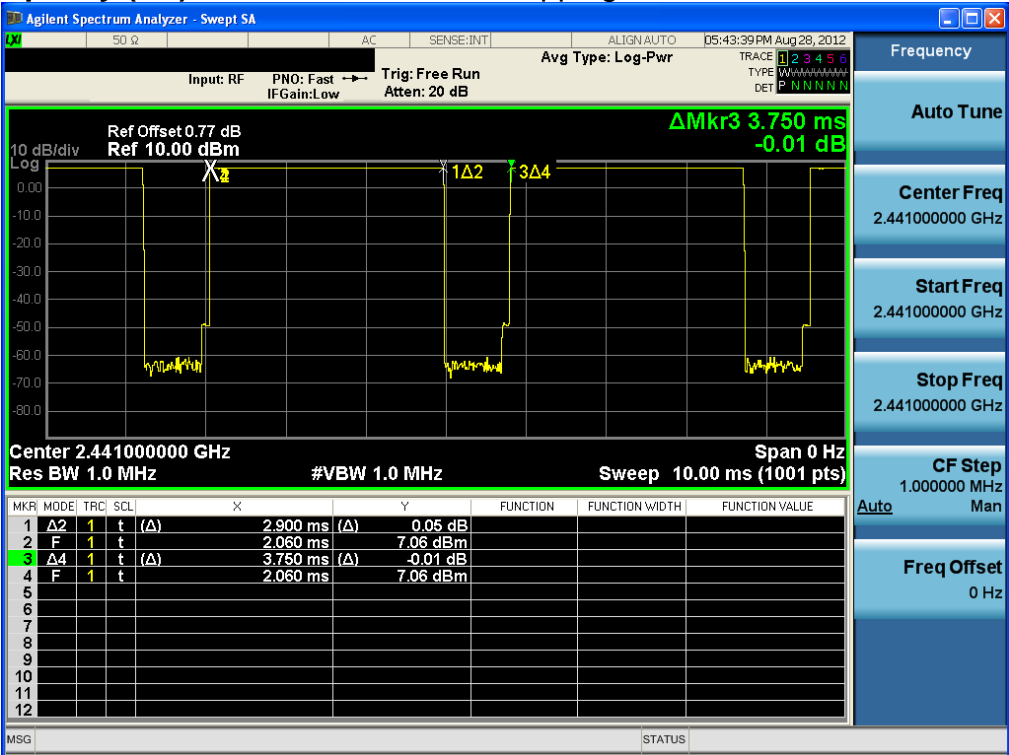 Agilent Spectrum Analyzer - Swept SA
LXI 50 Ω AC SENSE:INT ALIGN AUTO 05:43:39 PM Aug 28, 2012
Avg Type: Log-Pwr TRACE 1 2 3 4 5 6
Input: RF PNO: Fast Trig: Free Run TYPE W
IFGain:Low Atten: 20 dB DET P N N N N N
ΔMkr3 3.750 ms
-0.01 dB
Ref Offset 0.77 dB
10 dB/div Ref 10.00 dBm
Log
1Δ2 3Δ4
0.00
-10.0
-20.0
-30.0
-40.0
-50.0
-60.0
-70.0
-80.0
Center 2.441000000 GHz Span 0 Hz
Res BW 1.0 MHz #VBW 1.0 MHz Sweep 10.00 ms (1001 pts)
MKR MODE TRC SCL X Y FUNCTION FUNCTION WIDTH FUNCTION VALUE
1 Δ2 1 t (Δ) 2.900 ms (Δ) 0.05 dB
2 F 1 t 2.060 ms 7.06 dBm
3 Δ4 1 t (Δ) 3.750 ms (Δ) -0.01 dB
4 F 1 t 2.060 ms 7.06 dBm
5
6
7
8
9
10
11
12
MSG STATUS
Frequency
Auto Tune
Center Freq
2.441000000 GHz
Start Freq
2.441000000 GHz
Stop Freq
2.441000000 GHz
CF Step
1.000000 MHz
Auto Man
Freq Offset
0 Hz